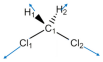 H₁ H₂
C₁
Cl₁ Cl₂